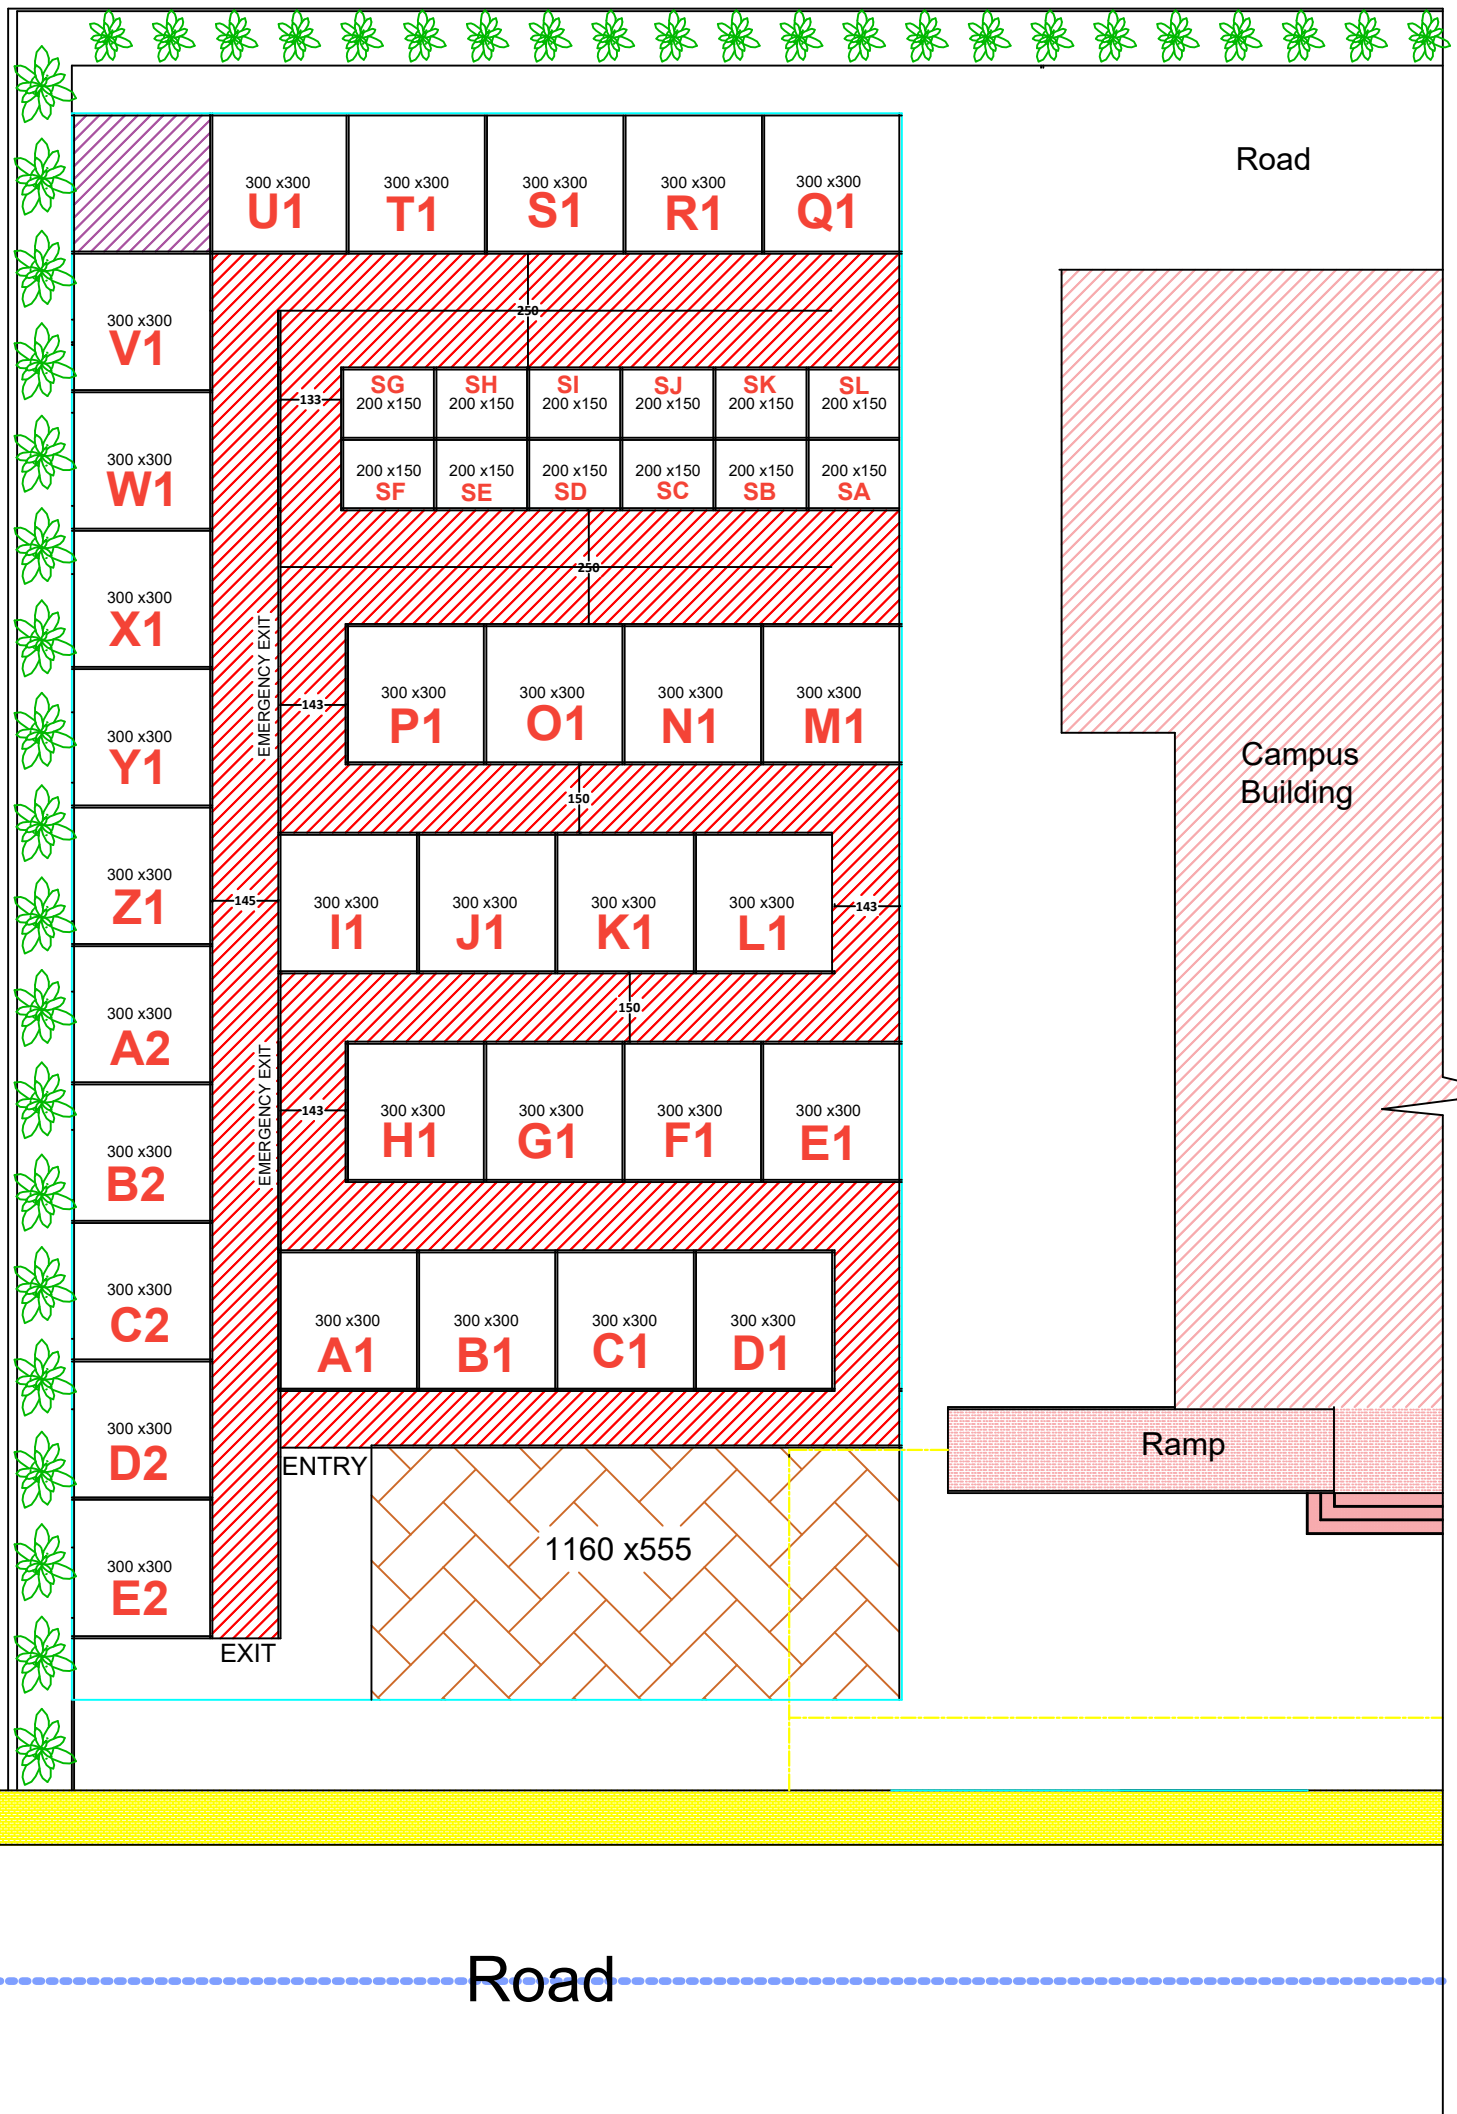 Road
300 x300
U1
300 x300
T1
300 x300
S1
300 x300
R1
300 x300
Q1
300 x300
V1
250
SG
200 x150
SH
200 x150
SI
200 x150
SJ
200 x150
SK
200 x150
SL
200 x150
133
300 x300
W1
200 x150
SF
200 x150
SE
200 x150
SD
200 x150
SC
200 x150
SB
200 x150
SA
250
300 x300
X1
EMERGENCY EXIT
143
300 x300
P1
300 x300
O1
300 x300
N1
300 x300
M1
300 x300
Y1
Campus
Building
150
300 x300
Z1
145
300 x300
I1
300 x300
J1
300 x300
K1
300 x300
L1
143
300 x300
A2
150
EMERGENCY EXIT
143
300 x300
H1
300 x300
G1
300 x300
F1
300 x300
E1
300 x300
B2
300 x300
C2
300 x300
A1
300 x300
B1
300 x300
C1
300 x300
D1
300 x300
D2
ENTRY
Ramp
1160 x555
300 x300
E2
EXIT
Road